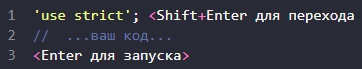 1 'use strict'; <Shift+Enter для перехода
2 // ...ваш код...
3 <Enter для запуска>